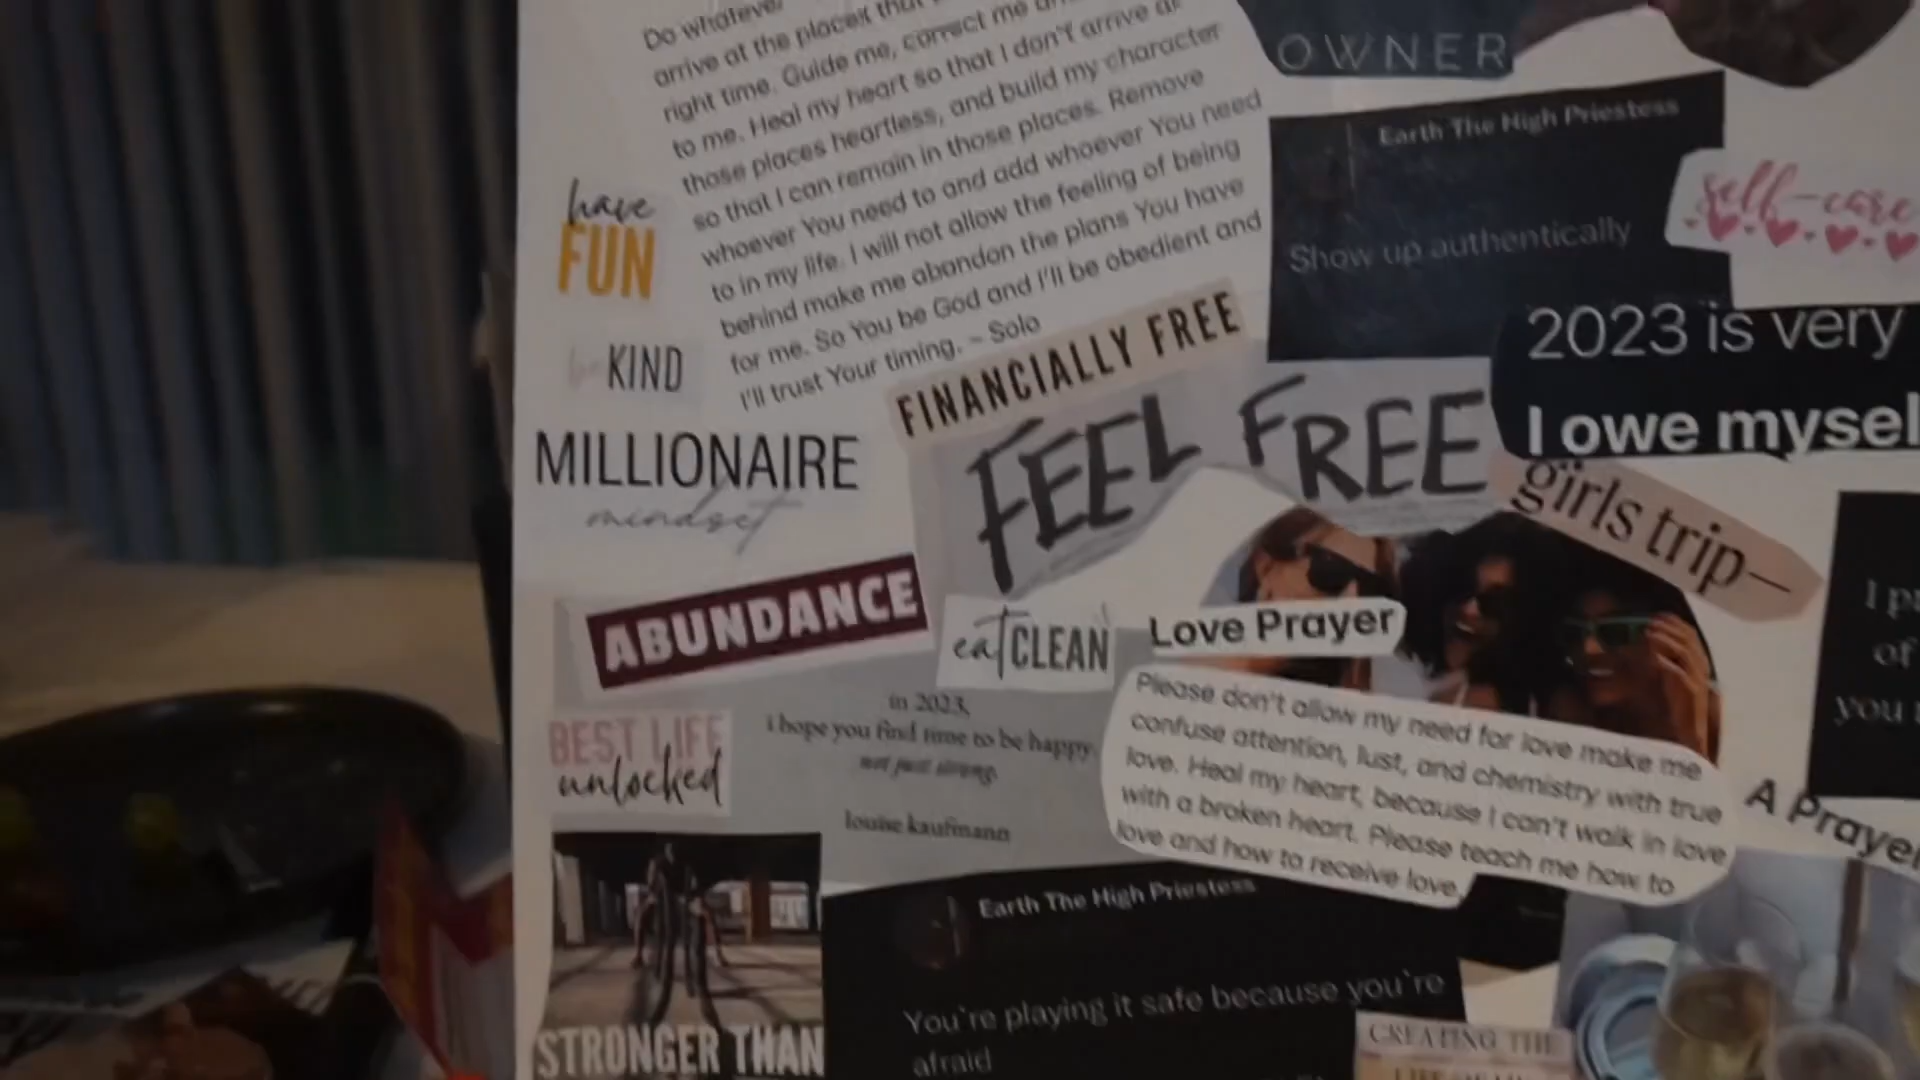 Do whatever
arrive at the places that
right time. Guide me, correct me
to me. Heal my heart so that I don't arrive at
those places heartless, and build my character
so that I can remain in those places. Remove
whoever You need to and add whoever You need
to in my life. I will not allow the feeling of being
behind make me abandon the plans You have
for me. So You be God and I'll be obedient and
I'll trust Your timing. – Solo
OWNER
Earth The High Priestess
Show up authentically
self-care
have
FUN
be KIND
2023 is very
I owe mysel
FINANCIALLY FREE
FEEL FREE
MILLIONAIRE
mindset
girls trip—
ABUNDANCE
eat CLEAN
Love Prayer
Please don't allow my need for love make me
confuse attention, lust, and chemistry with true
love. Heal my heart, because I can't walk in love
with a broken heart. Please teach me how to
love and how to receive love.
of
you
in 2023,
i hope you find time to be happy,
not just strong.
louise kaufmann
BEST LIFE
unlocked
A Prayer
STRONGER THAN
Earth The High Priestess
You're playing it safe because you're
afraid
CREATING THE